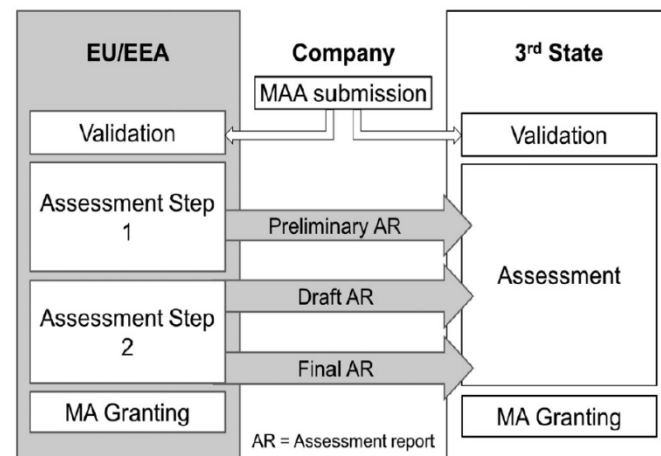 EU/EEA
Company
3rd State
MAA submission
Validation
Validation
Assessment Step
1
Preliminary AR
Assessment
Draft AR
Assessment Step
2
Final AR
MA Granting
AR = Assessment report
MA Granting